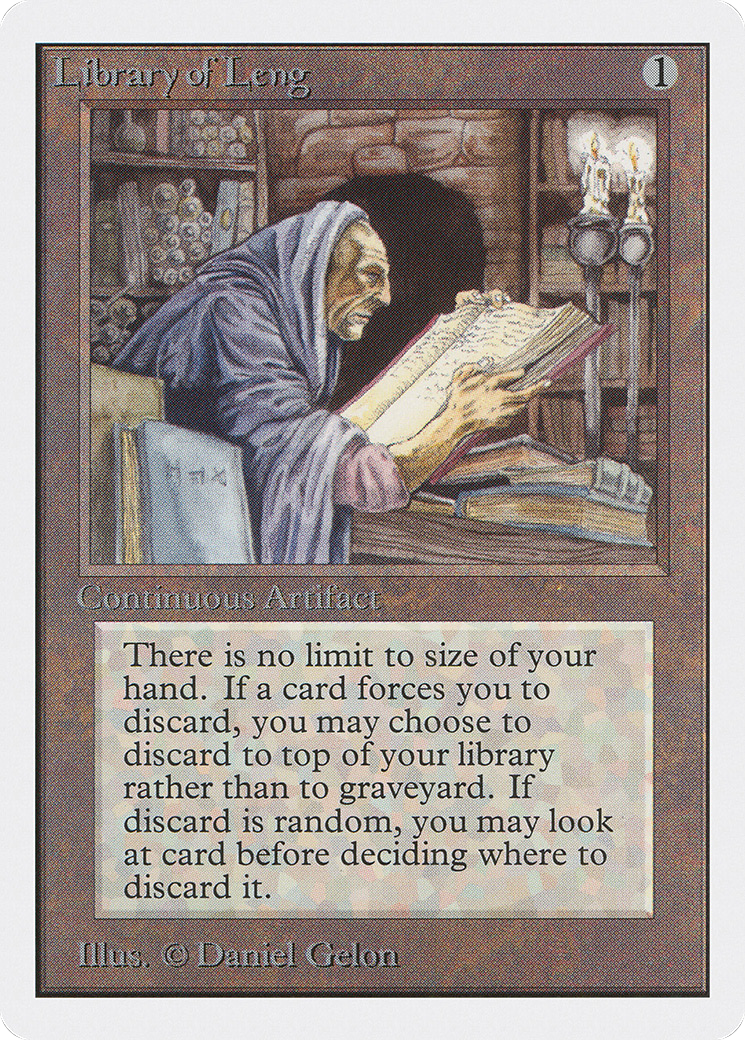 Library of Leng 1
Continuous Artifact
There is no limit to size of your
hand. If a card forces you to
discard, you may choose to
discard to top of your library
rather than to graveyard. If
discard is random, you may look
at card before deciding where to
discard it.
Illus. © Daniel Gelon